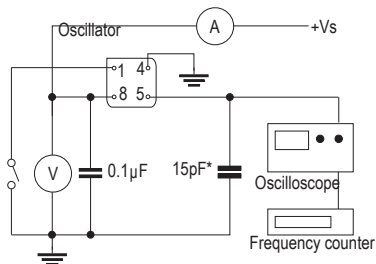 Oscillator
A
+Vs
1 4
8 5
V
0.1µF
15pF*
Oscilloscope
Frequency counter